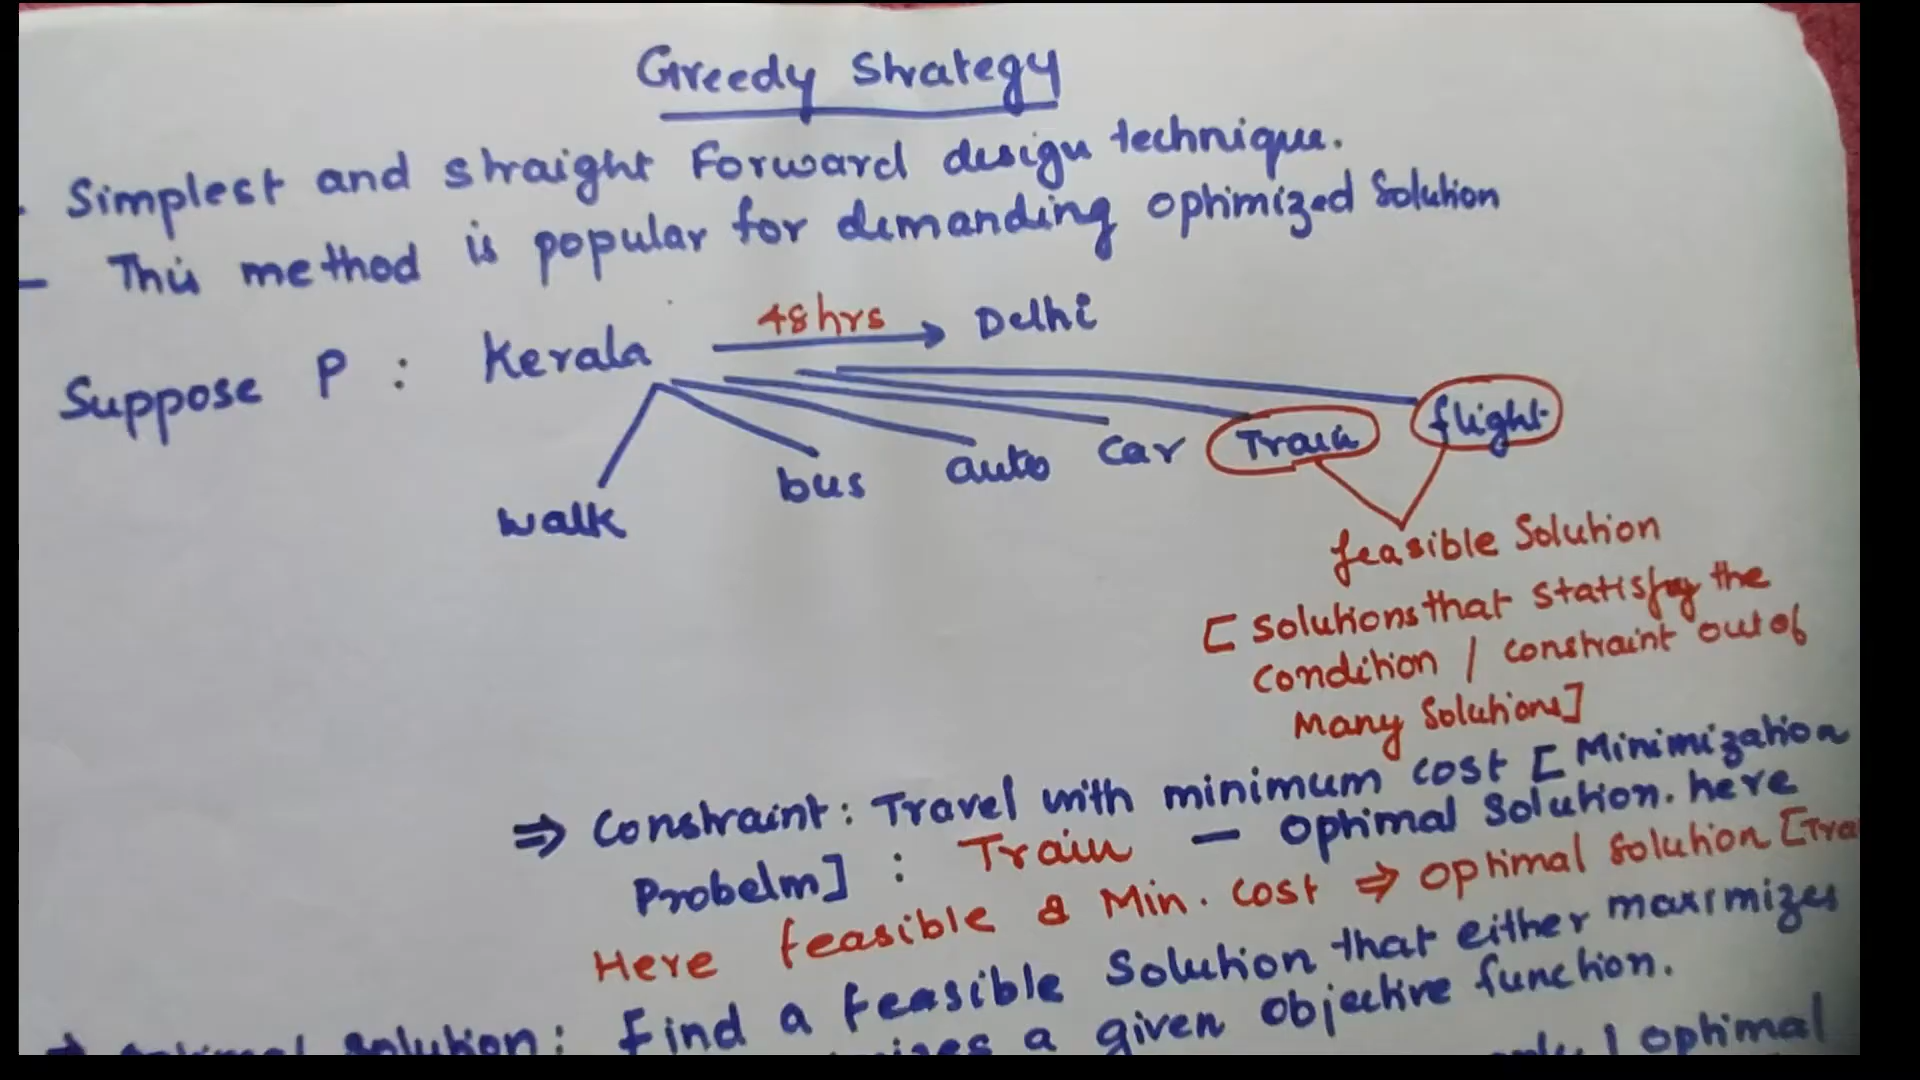 Greedy Strategy
. Simplest and straight Forward design technique.
- This method is popular for demanding optimized Solution
Suppose P : Kerala 48hrs → Delhi
walk bus auto car Train flight
feasible Solution
[ Solutions that statisfy the
condition / constraint out of
Many Solutions]
⇒ Constraint: Travel with minimum cost [ Minimization
Probelm] : Train - optimal Solution. here
Here feasible & Min. cost ⇒ optimal Solution [Tra
Solution: Find a feasible Solution that either maximizes
a given objective function.
1 optimal